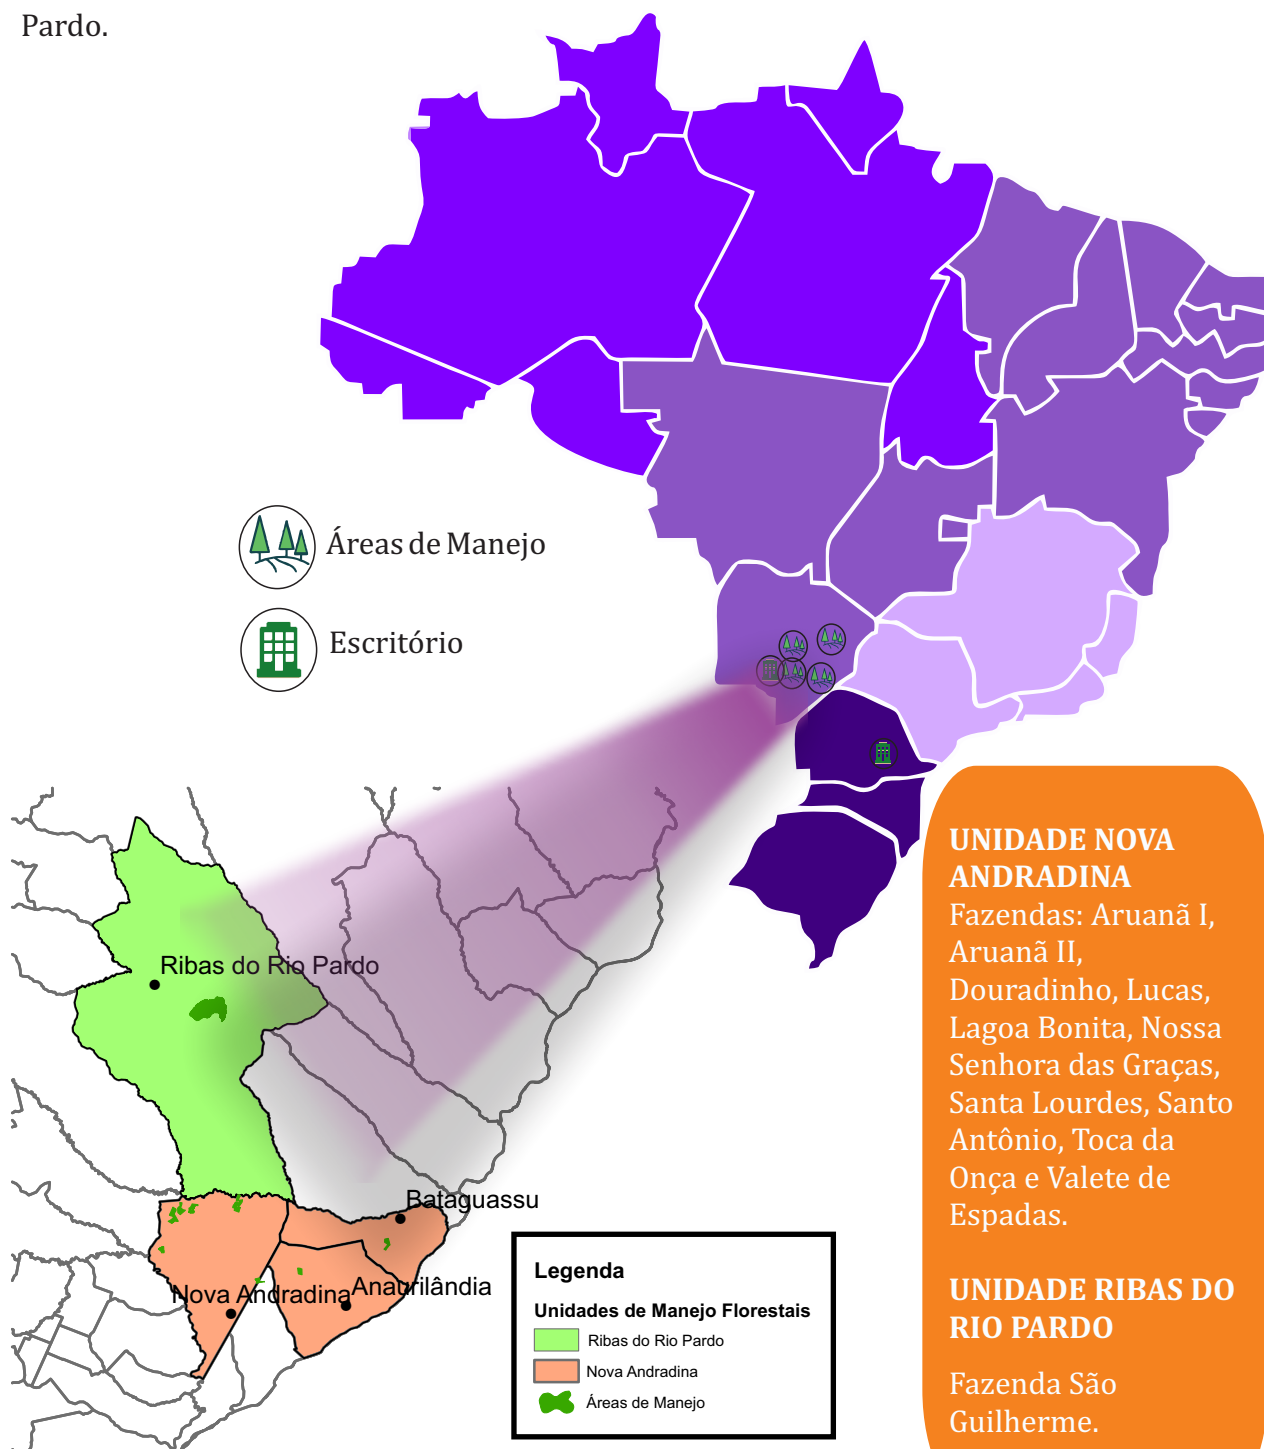 Pardo.
Áreas de Manejo
Escritório
Ribas do Rio Pardo
Bataguassu
Nova Andradina
Anaurilândia
Legenda
Unidades de Manejo Florestais
Ribas do Rio Pardo
Nova Andradina
Áreas de Manejo
UNIDADE NOVA
ANDRADINA
Fazendas: Aruanã I,
Aruanã II,
Douradinho, Lucas,
Lagoa Bonita, Nossa
Senhora das Graças,
Santa Lourdes, Santo
Antônio, Toca da
Onça e Valete de
Espadas.
UNIDADE RIBAS DO
RIO PARDO
Fazenda São
Guilherme.